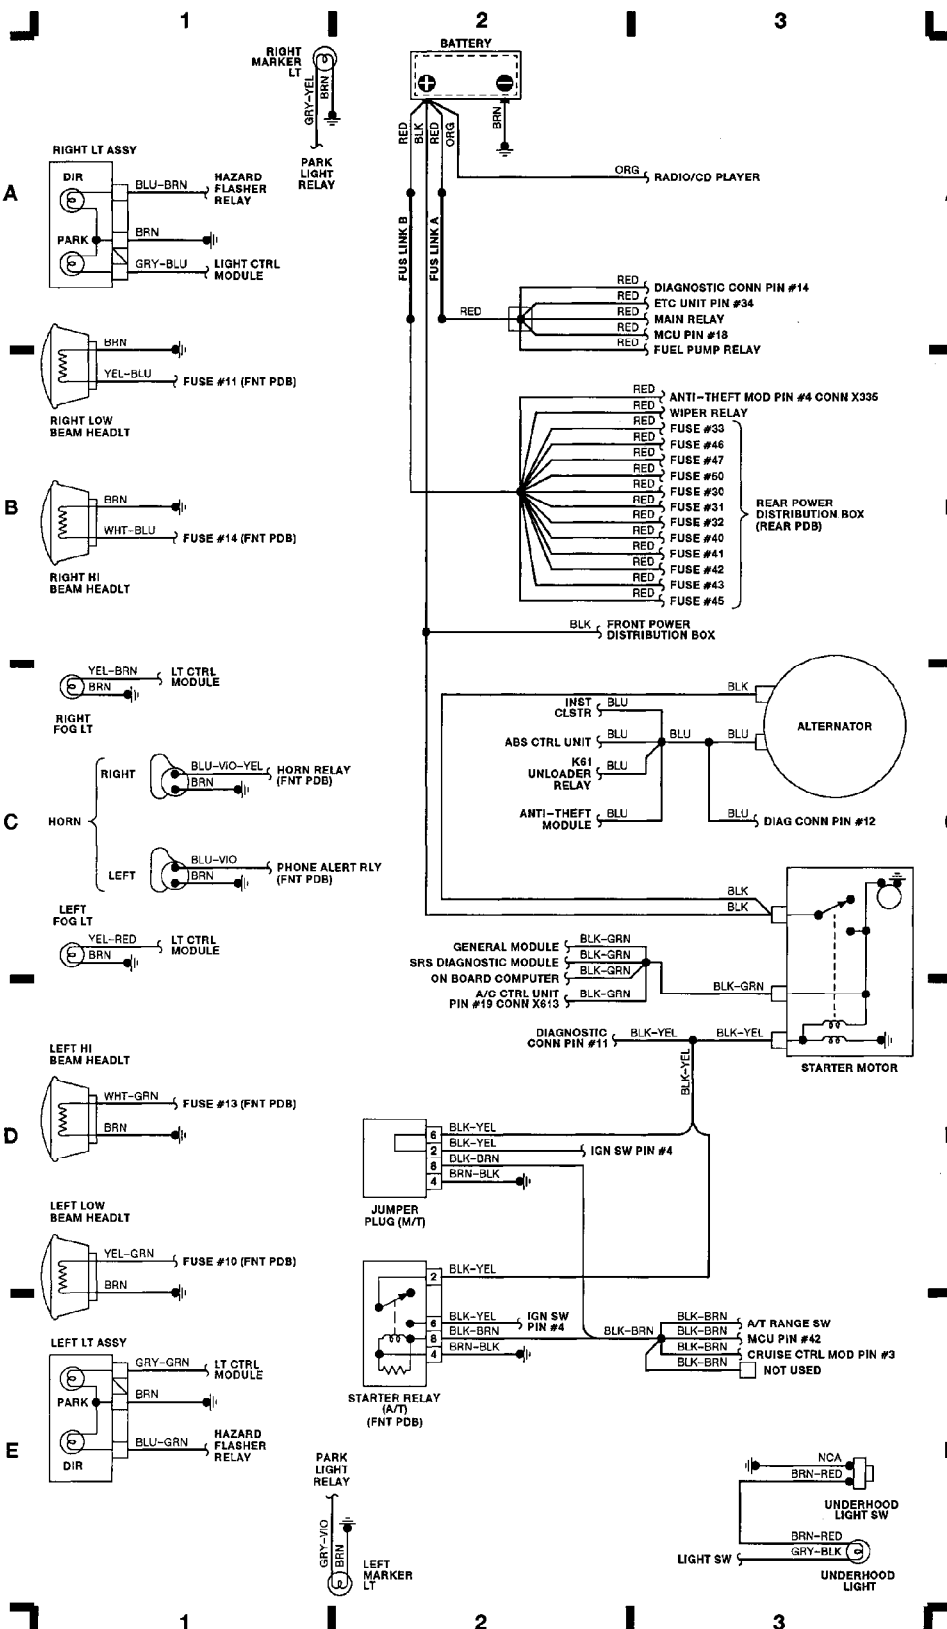 1
2
3
RIGHT
MARKER
LT
GRY-YEL
BRN
PARK
LIGHT
RELAY
BATTERY
+
−
RED
BLK
RED
ORG
BRN
ORG
RADIO/CD PLAYER
FUS LINK B
FUS LINK A
RED
RED
DIAGNOSTIC CONN PIN #14
RED
ETC UNIT PIN #34
RED
MAIN RELAY
RED
MCU PIN #18
RED
FUEL PUMP RELAY
A
RIGHT LT ASSY
DIR
BLU-BRN
HAZARD
FLASHER
RELAY
PARK
BRN
GRY-BLU
LIGHT CTRL
MODULE
BRN
YEL-BLU
FUSE #11 (FNT PDB)
RIGHT LOW
BEAM HEADLT
B
BRN
WHT-BLU
FUSE #14 (FNT PDB)
RIGHT HI
BEAM HEADLT
RED
ANTI-THEFT MOD PIN #4 CONN X335
RED
WIPER RELAY
RED
FUSE #33
RED
FUSE #46
RED
FUSE #47
RED
FUSE #50
RED
FUSE #30
RED
FUSE #31
RED
FUSE #32
RED
FUSE #40
RED
FUSE #41
RED
FUSE #42
RED
FUSE #43
RED
FUSE #45
REAR POWER
DISTRIBUTION BOX
(REAR PDB)
BLK
FRONT POWER
DISTRIBUTION BOX
YEL-BRN
LT CTRL
MODULE
BRN
RIGHT
FOG LT
C
HORN
RIGHT
BLU-VIO-YEL
HORN RELAY
(FNT PDB)
BRN
LEFT
BLU-VIO
PHONE ALERT RLY
(FNT PDB)
BRN
LEFT
FOG LT
YEL-RED
LT CTRL
MODULE
BRN
BLK
INST
CLSTR
BLU
ABS CTRL UNIT
BLU
BLU
BLU
K61
UNLOADER
RELAY
BLU
ANTI-THEFT
MODULE
BLU
BLU
DIAG CONN PIN #12
ALTERNATOR
BLK
BLK
GENERAL MODULE
BLK-GRN
SRS DIAGNOSTIC MODULE
BLK-GRN
ON BOARD COMPUTER
BLK-GRN
A/C CTRL UNIT
PIN #19 CONN X613
BLK-GRN
BLK-GRN
DIAGNOSTIC
CONN PIN #11
BLK-YEL
BLK-YEL
BLK-YEL
STARTER MOTOR
D
LEFT HI
BEAM HEADLT
WHT-GRN
FUSE #13 (FNT PDB)
BRN
LEFT LOW
BEAM HEADLT
YEL-GRN
FUSE #10 (FNT PDB)
BRN
6
BLK-YEL
2
BLK-YEL
IGN SW PIN #4
8
BLK-BRN
4
BRN-BLK
JUMPER
PLUG (M/T)
2
BLK-YEL
6
BLK-YEL
IGN SW
PIN #4
8
BLK-BRN
4
BRN-BLK
STARTER RELAY
(A/T)
(FNT PDB)
BLK-BRN
BLK-BRN
A/T RANGE SW
BLK-BRN
MCU PIN #42
BLK-BRN
CRUISE CTRL MOD PIN #3
BLK-BRN
NOT USED
E
LEFT LT ASSY
GRY-GRN
LT CTRL
MODULE
PARK
BRN
BLU-GRN
HAZARD
FLASHER
RELAY
DIR
PARK
LIGHT
RELAY
GRY-VIO
BRN
LEFT
MARKER
LT
NCA
BRN-RED
UNDERHOOD
LIGHT SW
BRN-RED
LIGHT SW
GRY-BLK
UNDERHOOD
LIGHT
1
2
3